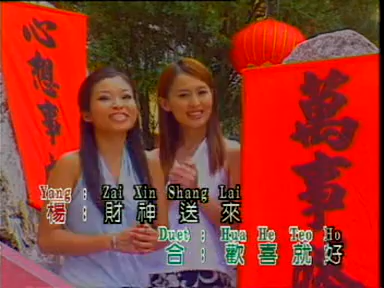 心想事
萬事
Yang : Zai Xin Shang Lai
楊 : 財神送來
Duet : Hua He Teo Ho
合 : 歡喜就好